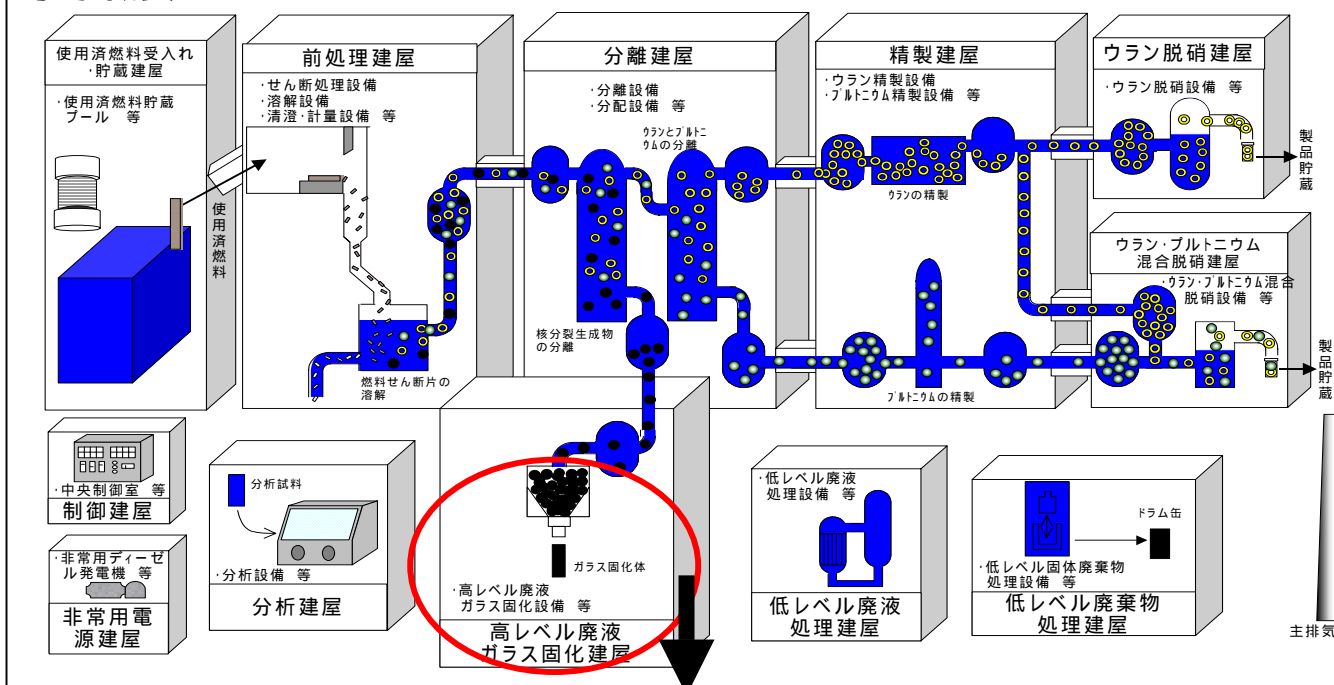 使用済燃料受入れ
・貯蔵建屋
・使用済燃料貯蔵
プール 等
使用済燃料
前処理建屋
・せん断処理設備
・溶解設備
・清澄・計量設備 等
燃料せん断片の
溶解
分離建屋
・分離設備
・分配設備 等
ウランとプルトニ
ウムの分離
核分裂生成物
の分離
精製建屋
・ウラン精製設備
・プルトニウム精製設備 等
ウランの精製
プルトニウムの精製
ウラン脱硝建屋
・ウラン脱硝設備 等
製品貯蔵
ウラン・プルトニウム
混合脱硝建屋
・ウラン・プルトニウム混合
脱硝設備 等
製品貯蔵
・中央制御室 等
制御建屋
・非常用ディーゼ
ル発電機 等
非常用電
源建屋
分析試料
・分析設備 等
分析建屋
ガラス固化体
・高レベル廃液
ガラス固化設備 等
高レベル廃液
ガラス固化建屋
・低レベル廃液
処理設備 等
低レベル廃液
処理建屋
ドラム缶
・低レベル固体廃棄物
処理設備 等
低レベル廃棄物
処理建屋
主排気